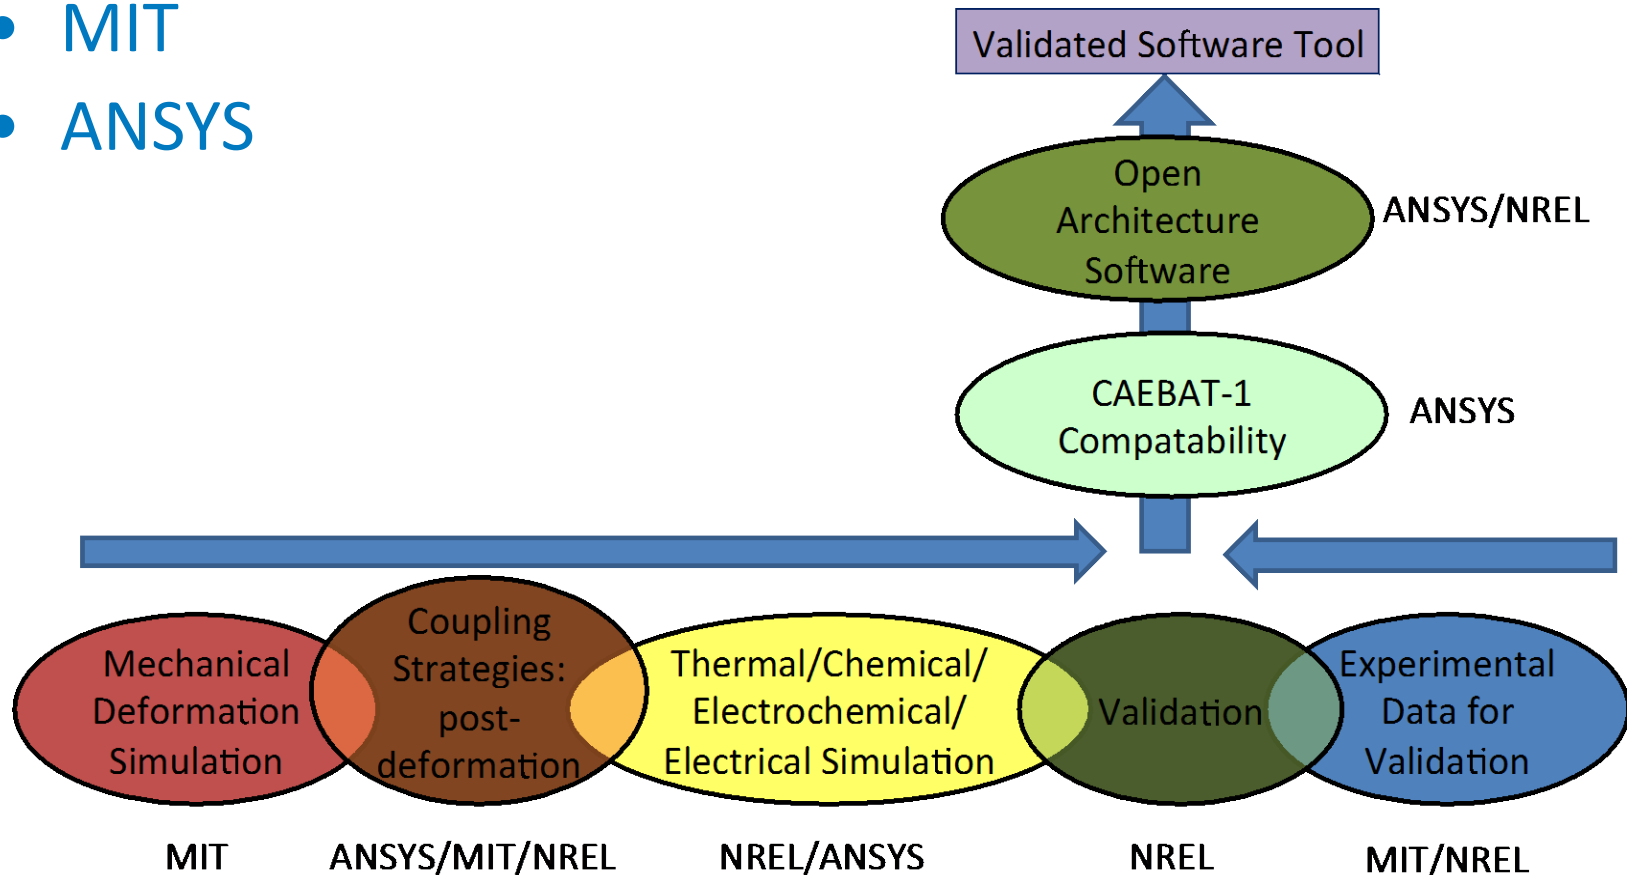 • MIT
• ANSYS
Validated Software Tool
Open
Architecture
Software
ANSYS/NREL
CAEBAT-1
Compatability
ANSYS
Mechanical
Deformation
Simulation
Coupling
Strategies:
post-
deformation
Thermal/Chemical/
Electrochemical/
Electrical Simulation
Validation
Experimental
Data for
Validation
MIT
ANSYS/MIT/NREL
NREL/ANSYS
NREL
MIT/NREL